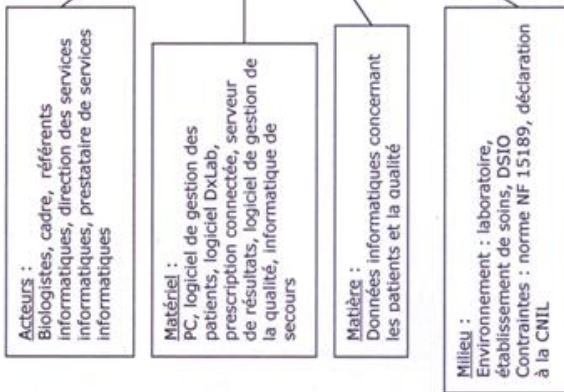 Acteurs :
Biologistes, cadre, référents
informatiques, direction des services
informatiques, prestataire de services
informatiques
Matériel :
PC, logiciel de gestion des
patients, logiciel DxLab,
prescription connectée, serveur
de résultats, logiciel de gestion de
la qualité, informatique de
secours
Matière :
Données informatiques concernant
les patients et la qualité
Milieu :
Environnement : laboratoire,
établissement de soins, DSIO
Contraintes : norme NF 15189, déclaration
à la CNIL